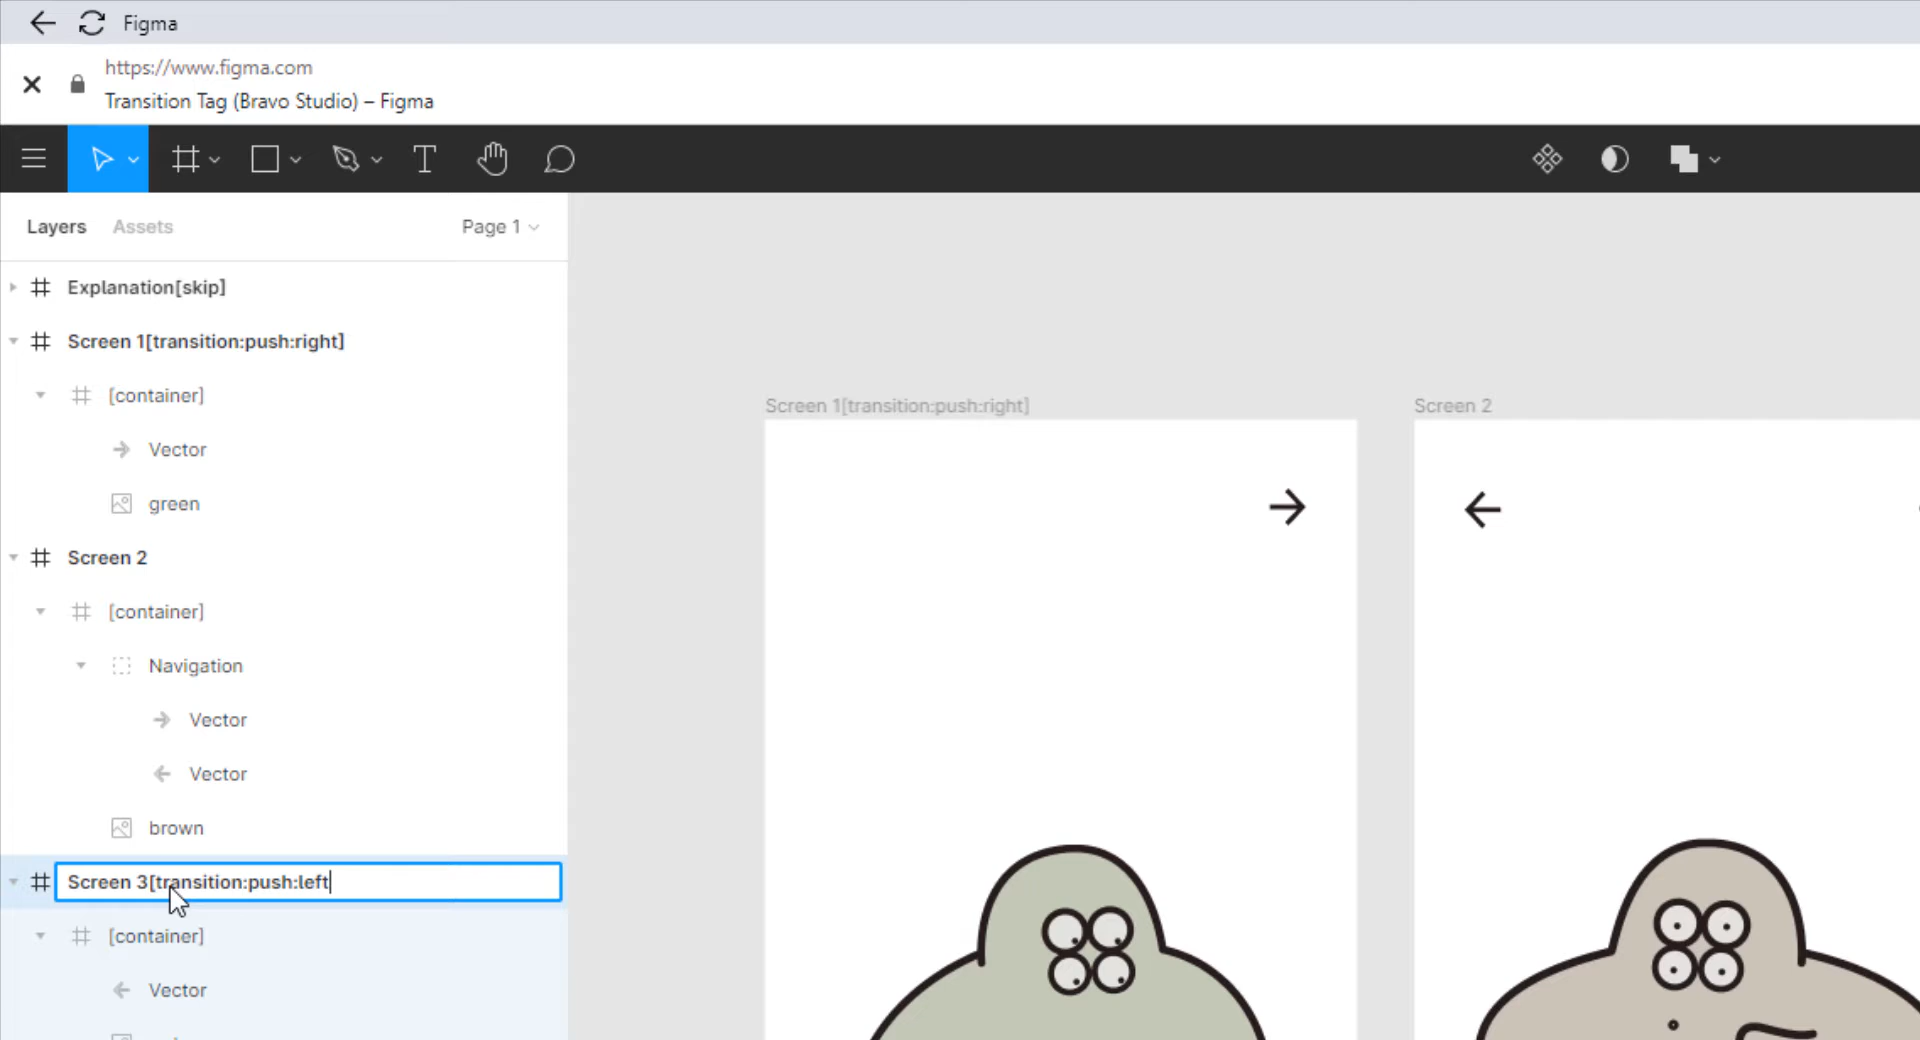 Figma
https://www.figma.com
Transition Tag (Bravo Studio) – Figma
Layers Assets Page 1
Explanation[skip]
Screen 1[transition:push:right]
[container]
Vector
green
Screen 2
[container]
Navigation
Vector
Vector
brown
Screen 3[transition:push:left
[container]
Vector
Screen 1[transition:push:right]
Screen 2